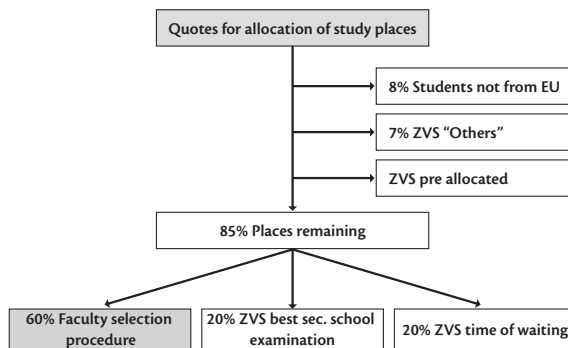 Quotes for allocation of study places
8% Students not from EU
7% ZVS “Others”
ZVS pre allocated
85% Places remaining
60% Faculty selection
procedure
20% ZVS best sec. school
examination
20% ZVS time of waiting